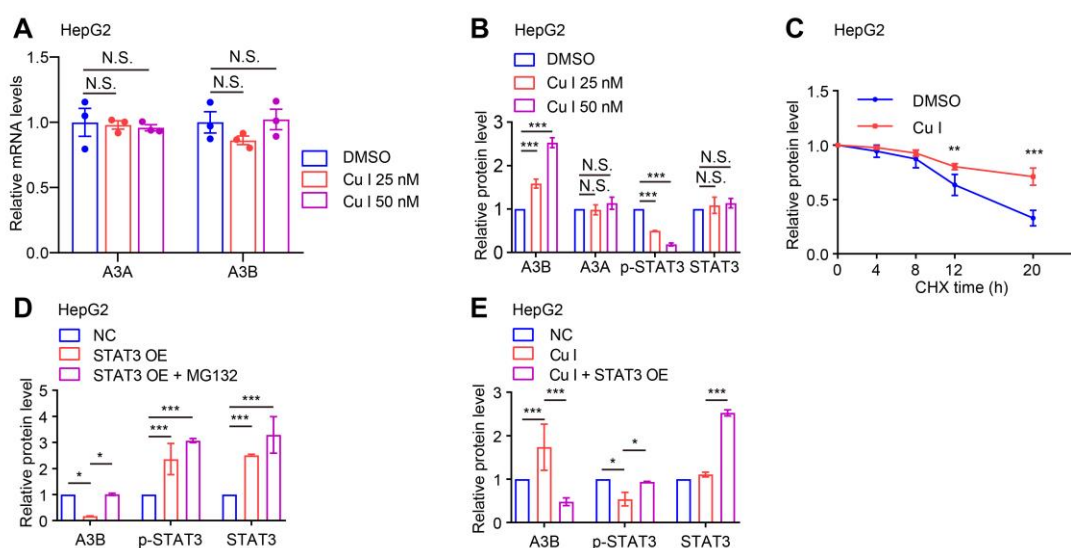 A
HepG2
Relative mRNA levels
1.5
1.0
0.5
0.0
N.S.
N.S.
N.S.
N.S.
A3A
A3B
DMSO
Cu I 25 nM
Cu I 50 nM
B
HepG2
DMSO
Cu I 25 nM
Cu I 50 nM
Relative protein level
4
3
2
1
0
***
***
N.S.
N.S.
***
***
N.S.
N.S.
A3B
A3A
p-STAT3
STAT3
C
HepG2
DMSO
Cu I
Relative protein level
1.5
1.0
0.5
0.0
**
***
0
4
8
12
20
CHX time (h)
D
HepG2
NC
STAT3 OE
STAT3 OE + MG132
Relative protein level
5
4
3
2
1
0
*
*
***
***
***
***
A3B
p-STAT3
STAT3
E
HepG2
NC
Cu I
Cu I + STAT3 OE
Relative protein level
3
2
1
0
***
***
*
*
***
A3B
p-STAT3
STAT3